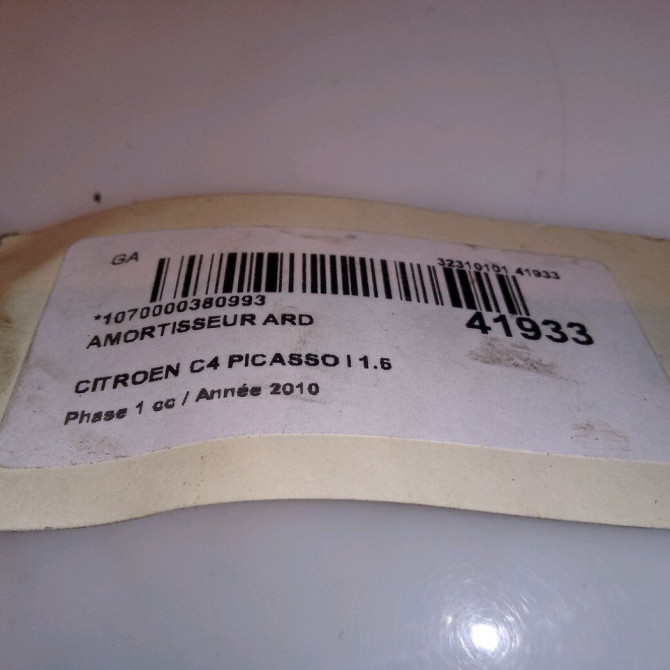 GA
32310101 41933
*1070000380993
41933
AMORTISSEUR ARD
CITROEN C4 PICASSO I 1.6
Phase 1 cc / Année 2010